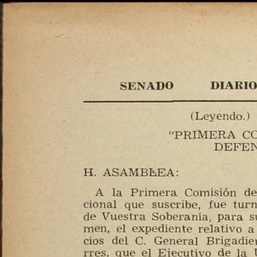 SENADO DIARIO
(Leyendo.)
"PRIMERA CO
DEFEN
H. ASAMBLEA:
A la Primera Comisión de
cional que suscribe, fue turn
de Vuestra Soberanía, para su
men, el expediente relativo a
cios del C. General Brigadie
rres, que el Ejecutivo de la U